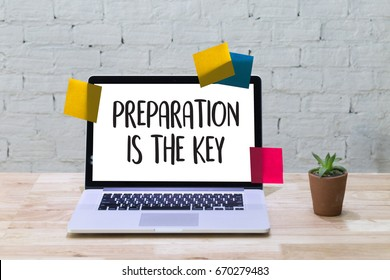 PREPARATION
IS THE KEY
shutterstock.com · 670279483